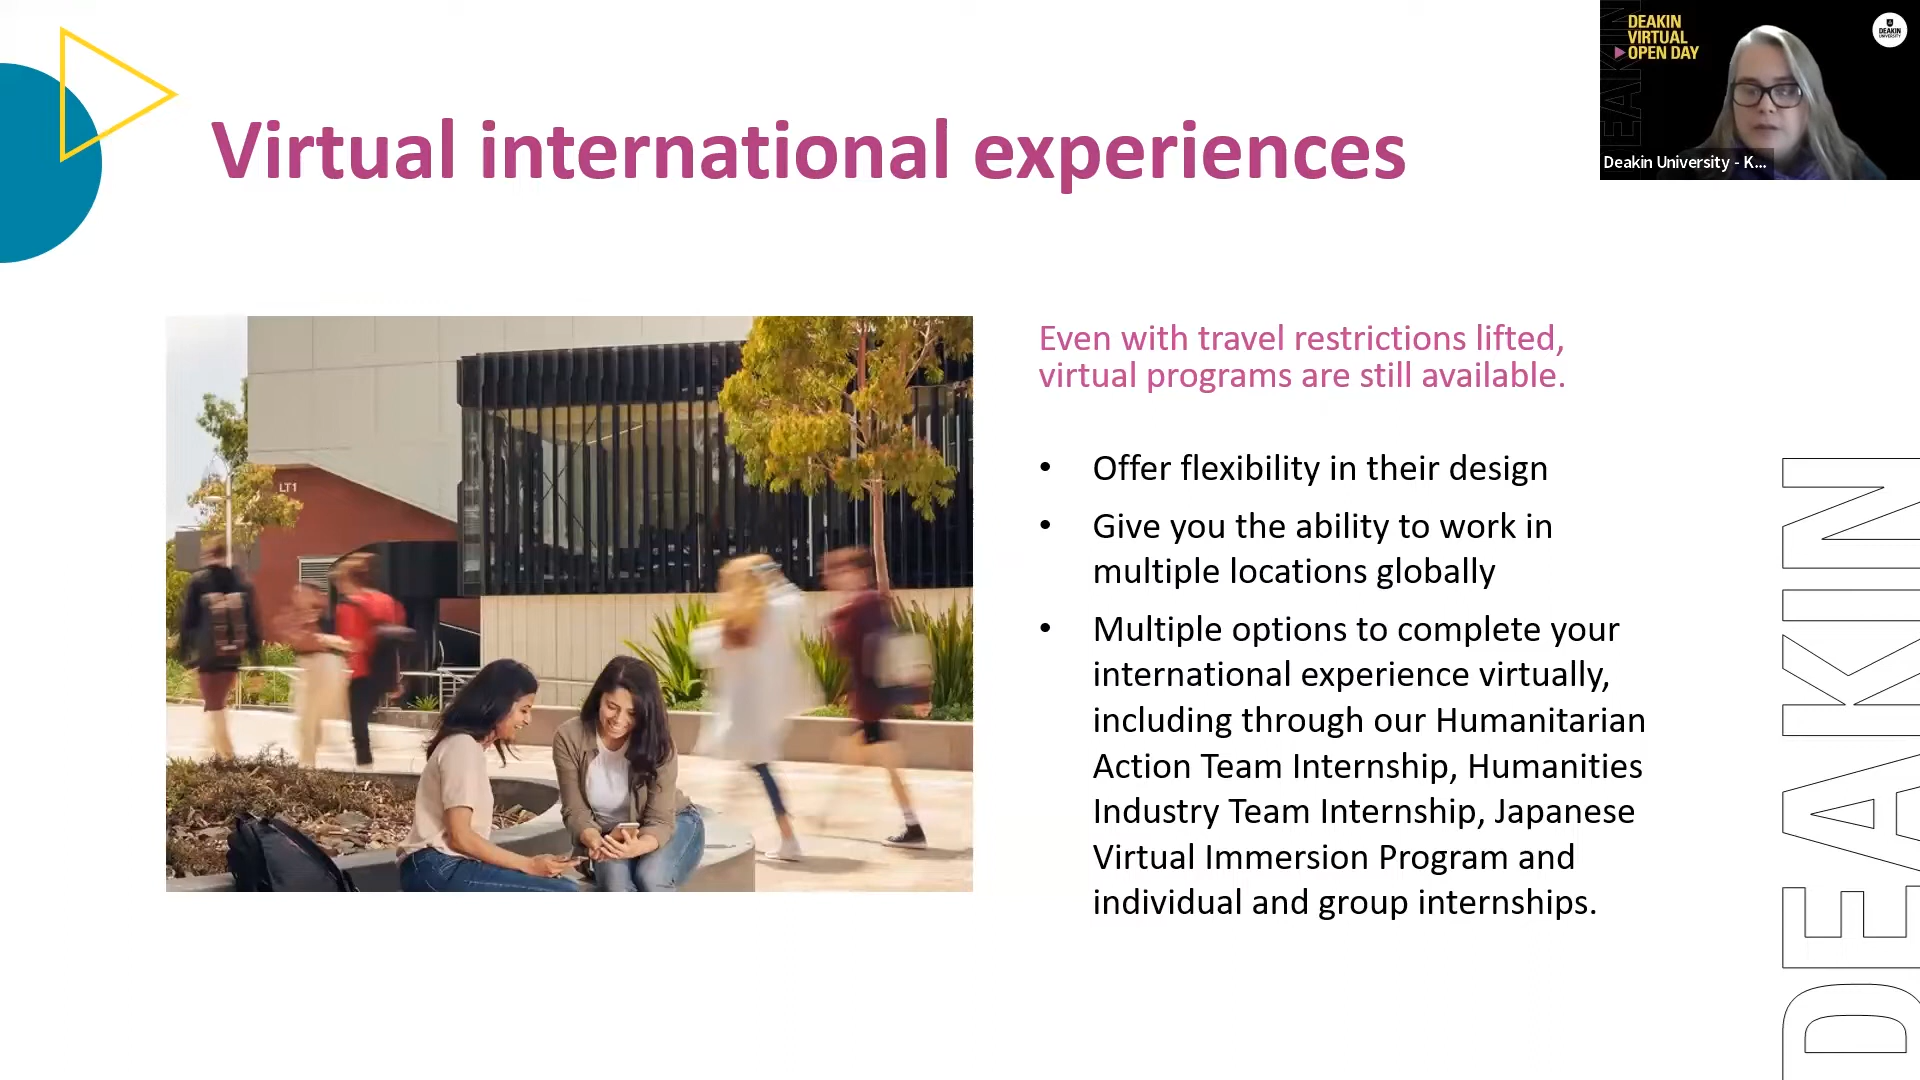 DEAKIN
VIRTUAL
OPEN DAY
DEAKIN
UNIVERSITY
Deakin University - K...
Virtual international experiences
LT1
Even with travel restrictions lifted,
virtual programs are still available.
• Offer flexibility in their design
• Give you the ability to work in
multiple locations globally
• Multiple options to complete your
international experience virtually,
including through our Humanitarian
Action Team Internship, Humanities
Industry Team Internship, Japanese
Virtual Immersion Program and
individual and group internships.
DEAKIN